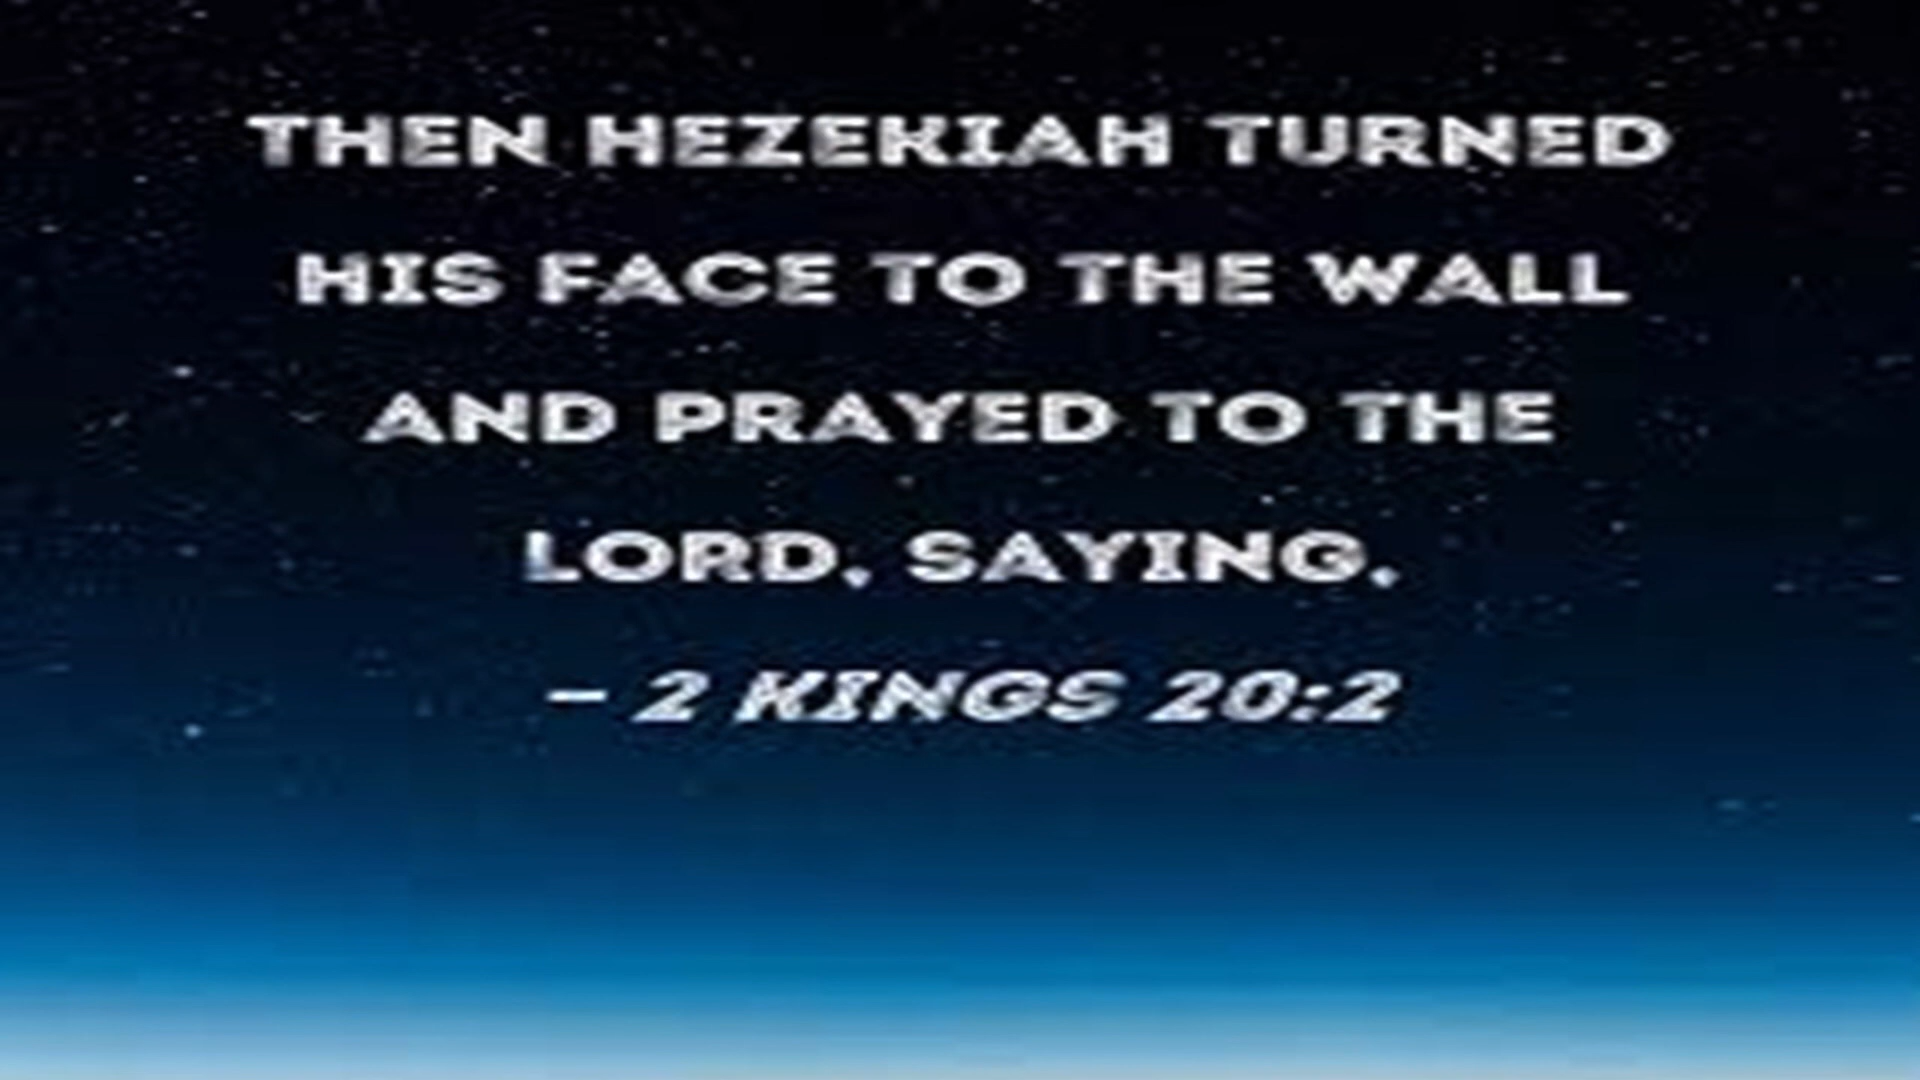 THEN HEZEKIAH TURNED
HIS FACE TO THE WALL
AND PRAYED TO THE
LORD, SAYING,
– 2 KINGS 20:2